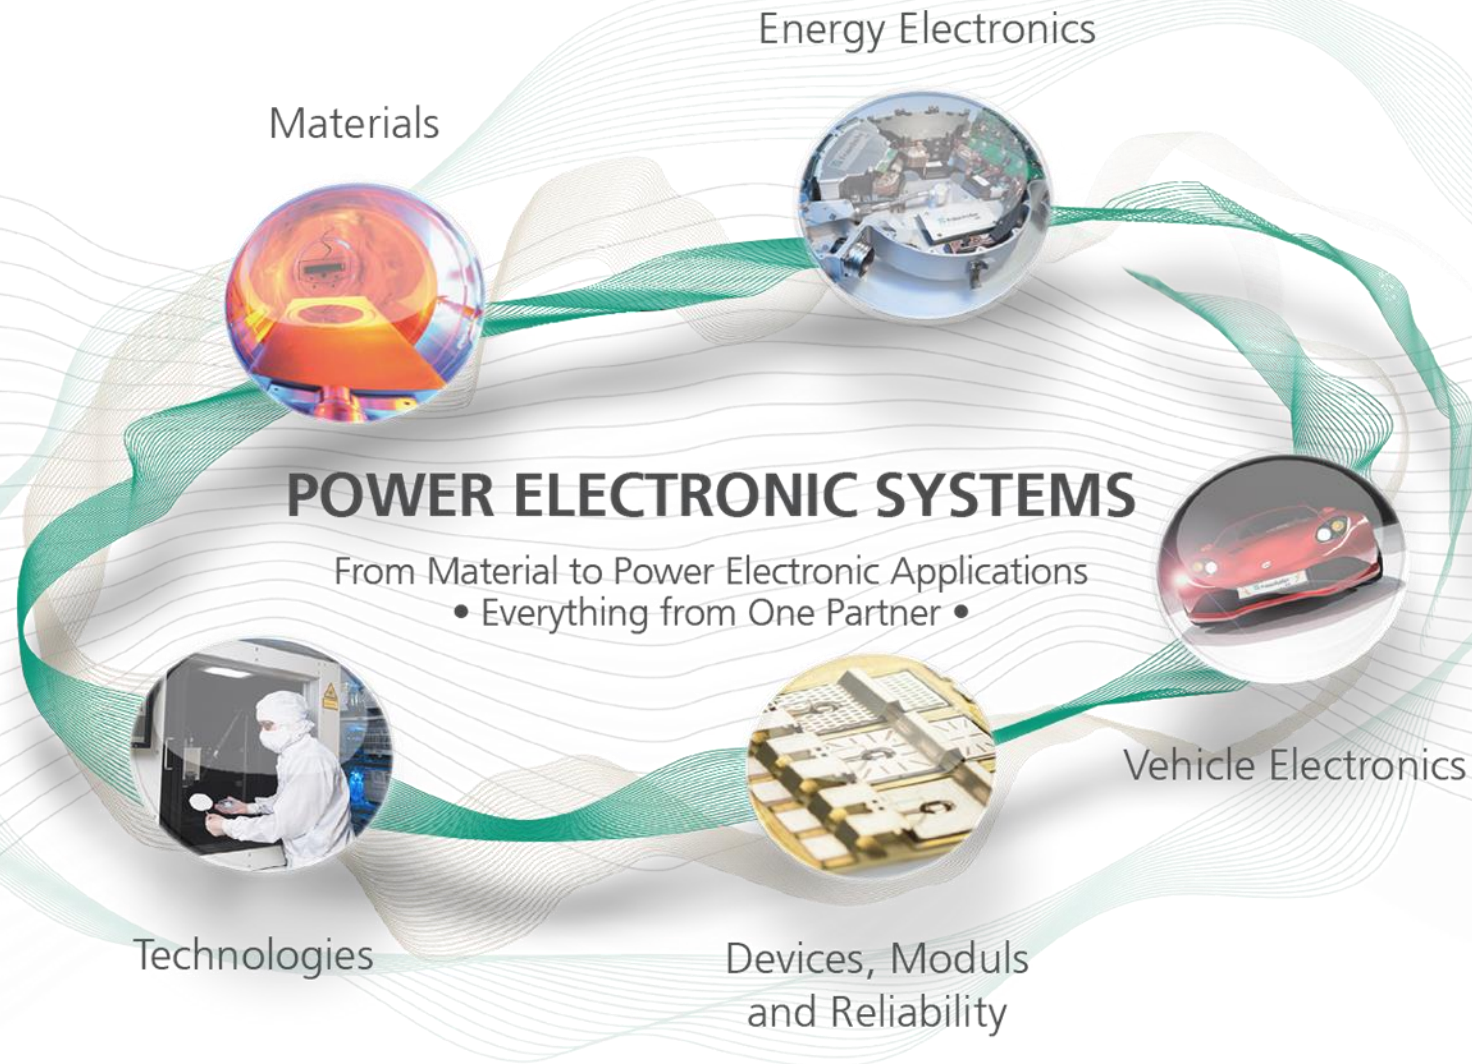 Energy Electronics
Materials
POWER ELECTRONIC SYSTEMS
From Material to Power Electronic Applications
• Everything from One Partner •
Vehicle Electronics
Technologies
Devices, Moduls
and Reliability